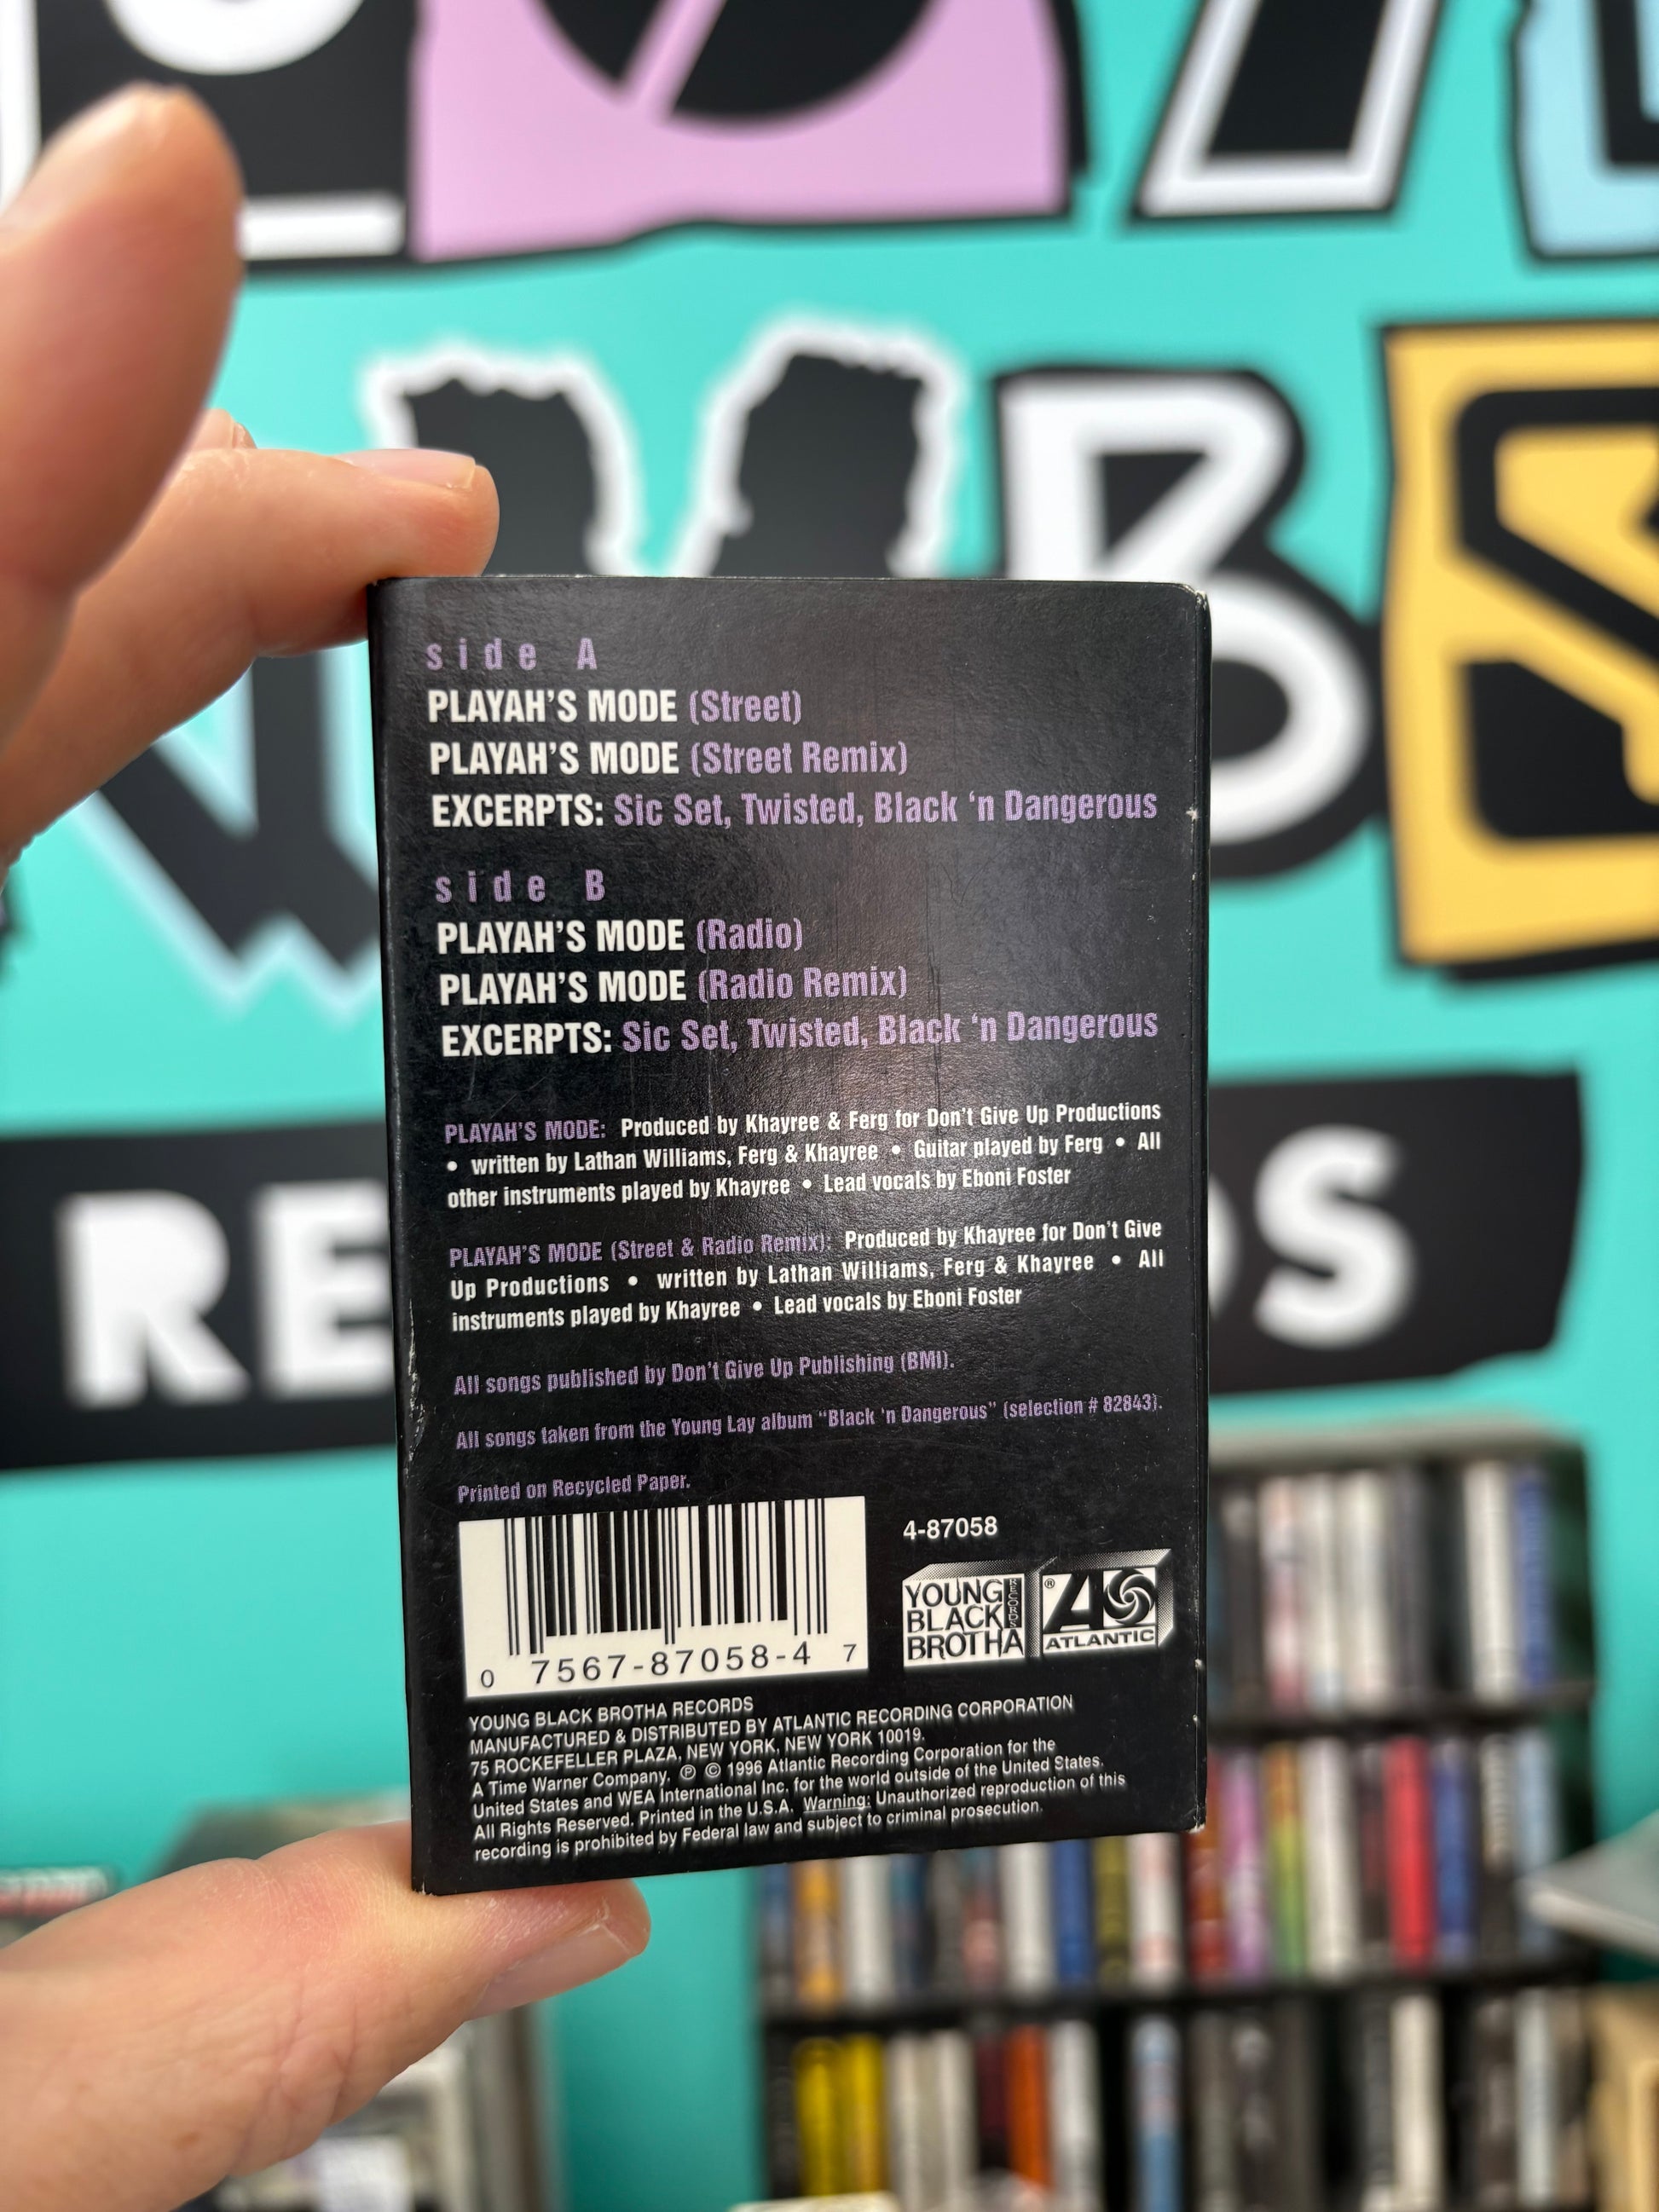 side A
PLAYAH'S MODE (Street)
PLAYAH'S MODE (Street Remix)
EXCERPTS: Sic Set, Twisted, Black 'n Dangerous
side B
PLAYAH'S MODE (Radio)
PLAYAH'S MODE (Radio Remix)
EXCERPTS: Sic Set, Twisted, Black 'n Dangerous
PLAYAH'S MODE: Produced by Khayree & Ferg for Don't Give Up Productions
• written by Lathan Williams, Ferg & Khayree • Guitar played by Ferg • All
other instruments played by Khayree • Lead vocals by Eboni Foster
PLAYAH'S MODE (Street & Radio Remix): Produced by Khayree for Don't Give
Up Productions • written by Lathan Williams, Ferg & Khayree • All
instruments played by Khayree • Lead vocals by Eboni Foster
All songs published by Don't Give Up Publishing (BMI).
All songs taken from the Young Lay album "Black 'n Dangerous" (selection # 82843).
Printed on Recycled Paper.
4-87058
YOUNG
BLACK
BROTHA
RECORDS
®
ATLANTIC
0 7567-87058-4 7
YOUNG BLACK BROTHA RECORDS
MANUFACTURED & DISTRIBUTED BY ATLANTIC RECORDING CORPORATION
75 ROCKEFELLER PLAZA, NEW YORK, NEW YORK 10019.
A Time Warner Company. ℗ © 1996 Atlantic Recording Corporation for the
United States and WEA International Inc. for the world outside of the United States.
All Rights Reserved. Printed in the U.S.A. Warning: Unauthorized reproduction of this
recording is prohibited by Federal law and subject to criminal prosecution.